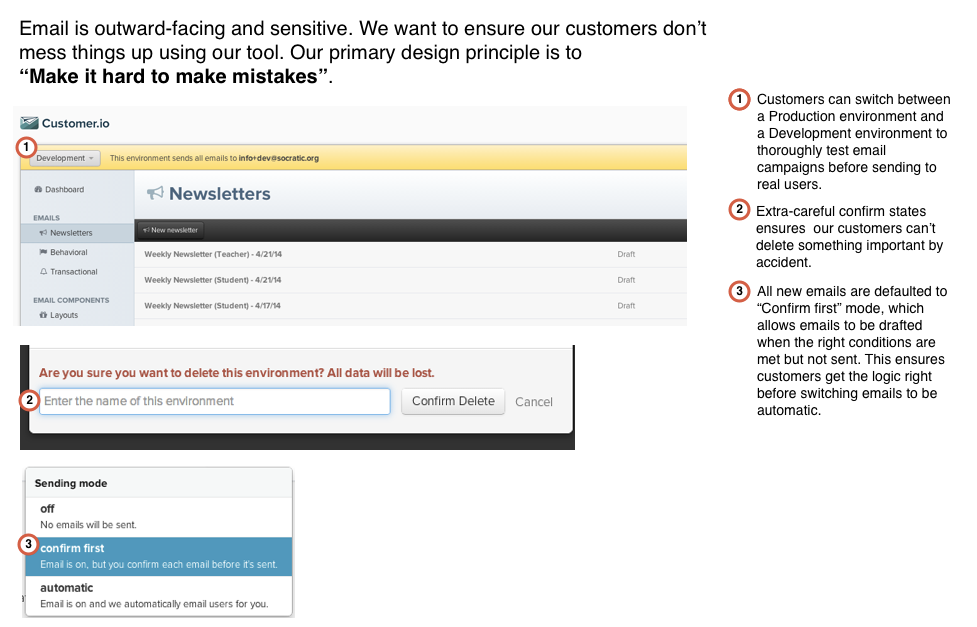 Email is outward-facing and sensitive. We want to ensure our customers don’t
mess things up using our tool. Our primary design principle is to
“Make it hard to make mistakes”.
Customer.io
1
Development
This environment sends all emails to info+dev@socratic.org
Dashboard
EMAILS
Newsletters
Behavioral
Transactional
EMAIL COMPONENTS
Layouts
Newsletters
New newsletter
Weekly Newsletter (Teacher) - 4/21/14 Draft
Weekly Newsletter (Student) - 4/21/14 Draft
Weekly Newsletter (Student) - 4/17/14 Draft
Are you sure you want to delete this environment? All data will be lost.
2
Enter the name of this environment
Confirm Delete
Cancel
Sending mode
off
No emails will be sent.
3
confirm first
Email is on, but you confirm each email before it's sent.
automatic
Email is on and we automatically email users for you.
1 Customers can switch between
a Production environment and
a Development environment to
thoroughly test email
campaigns before sending to
real users.
2 Extra-careful confirm states
ensures our customers can’t
delete something important by
accident.
3 All new emails are defaulted to
“Confirm first” mode, which
allows emails to be drafted
when the right conditions are
met but not sent. This ensures
customers get the logic right
before switching emails to be
automatic.